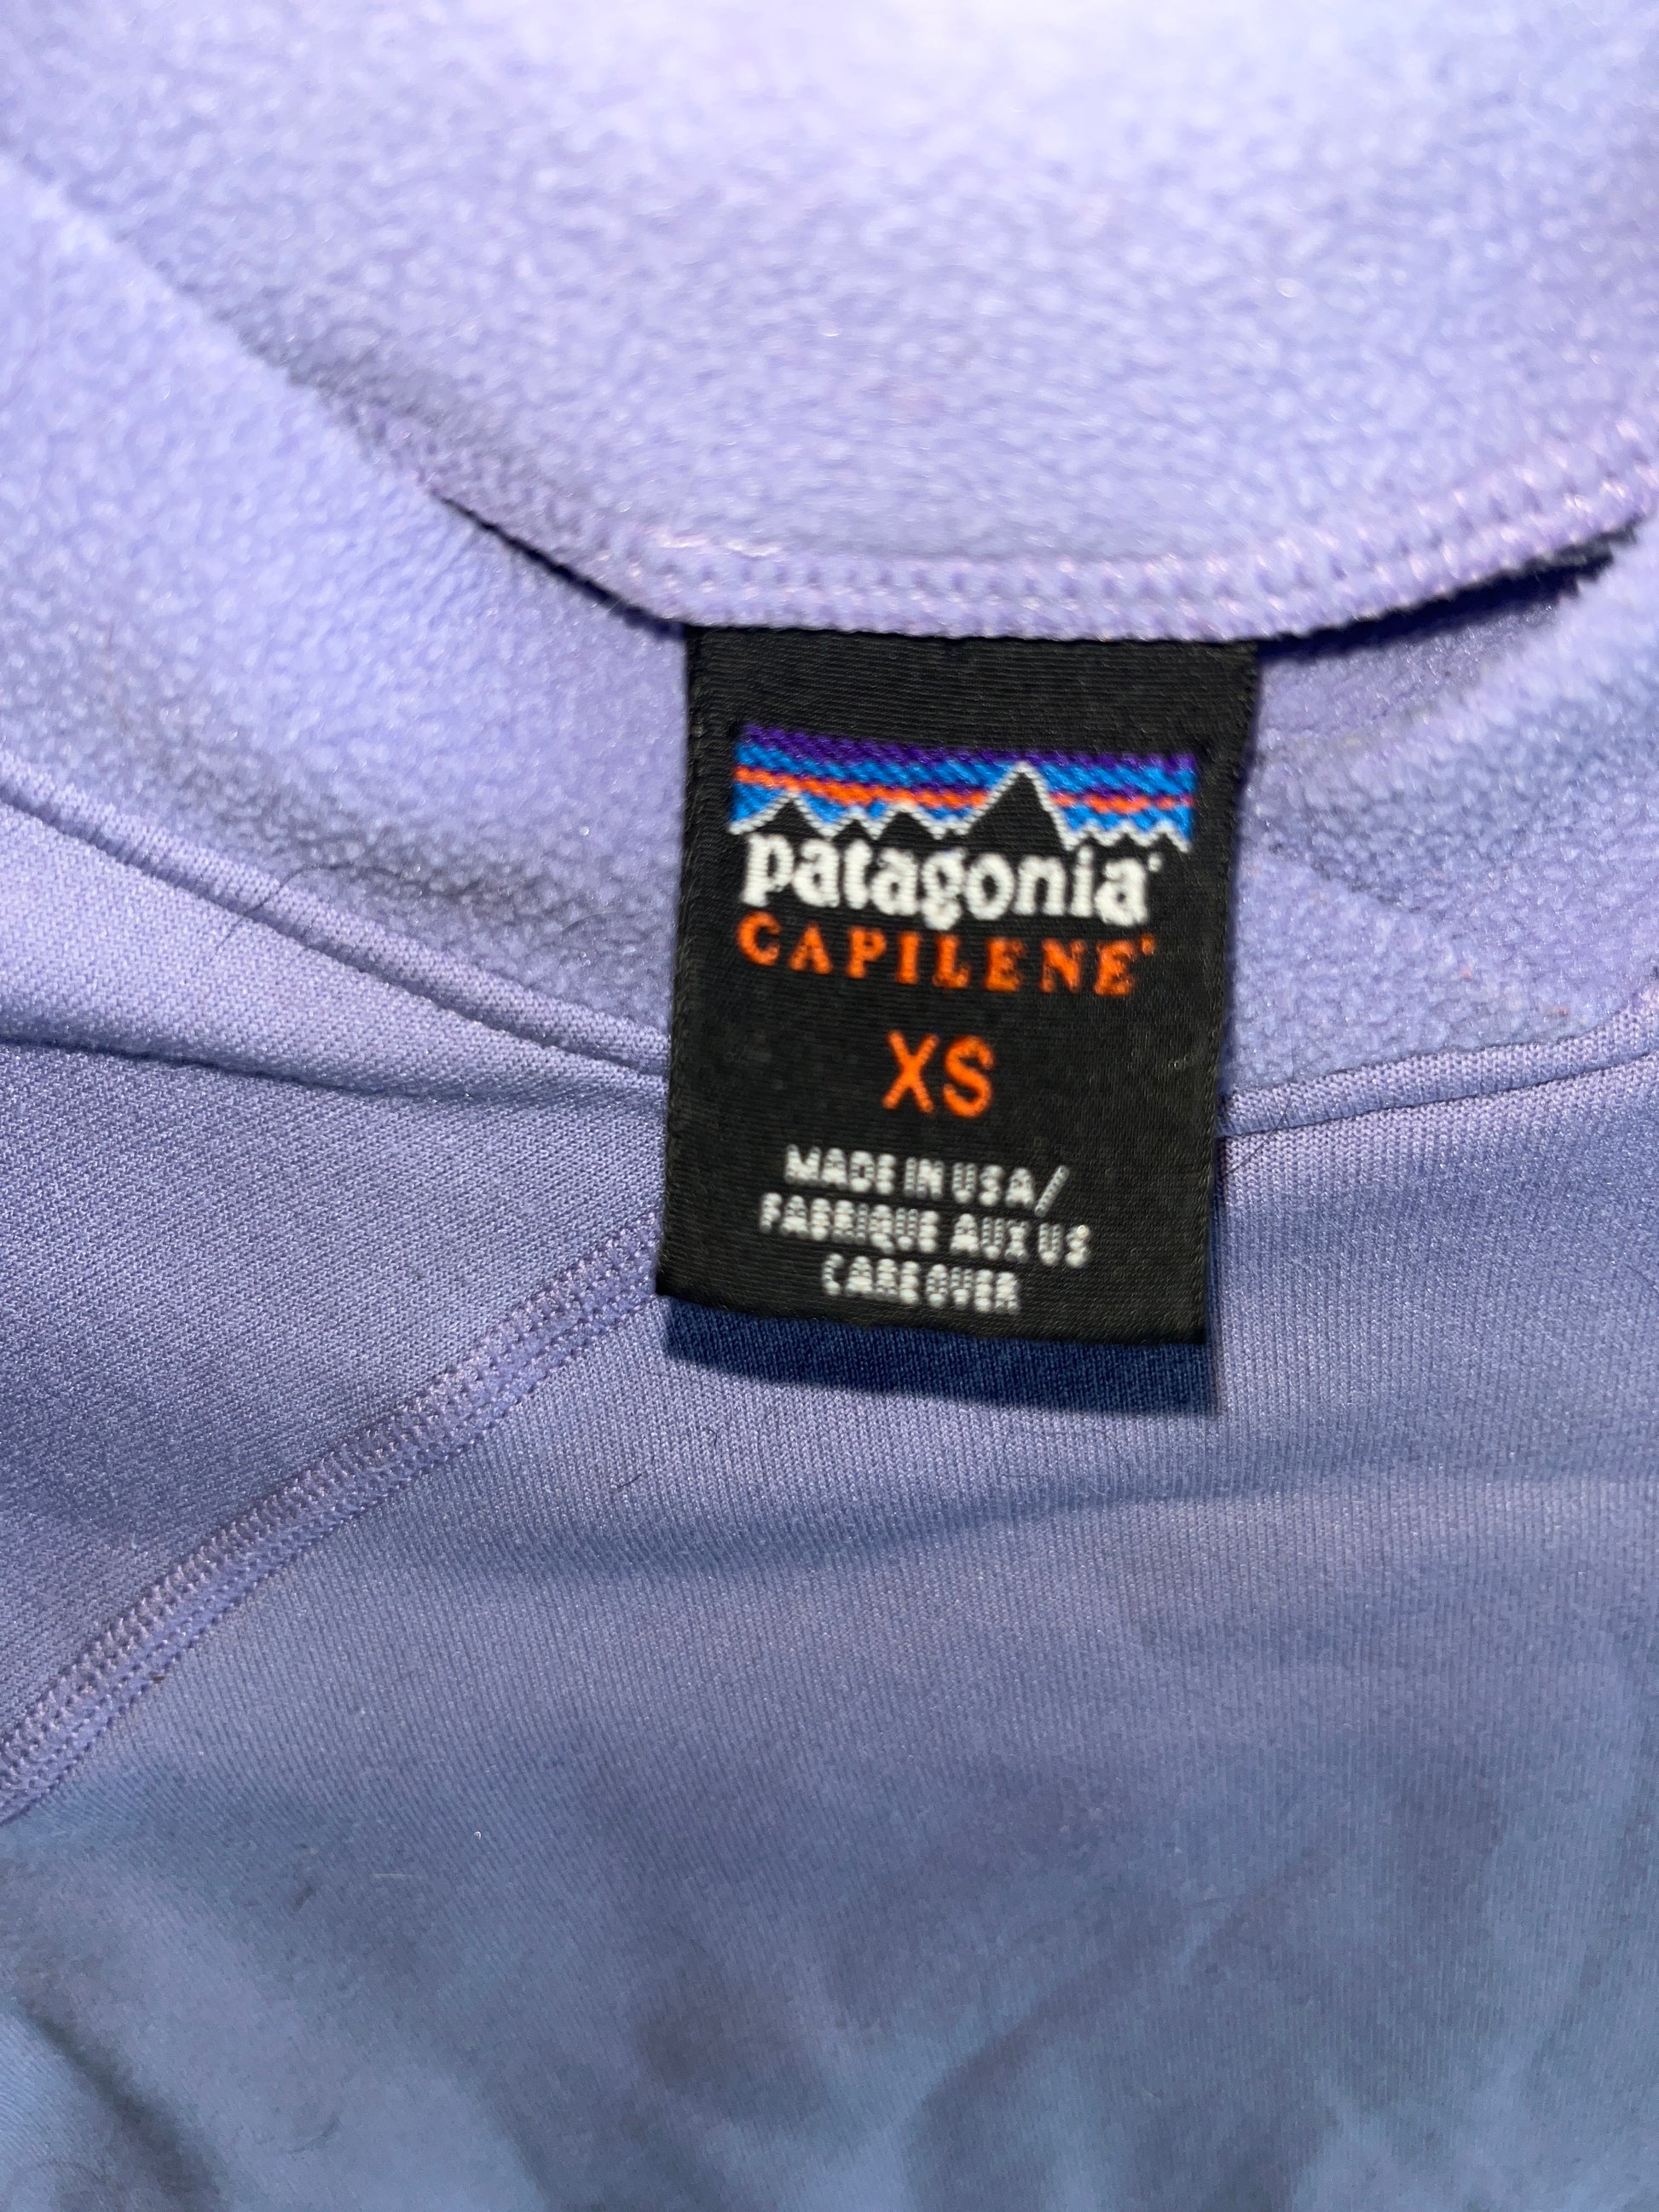 patagonia®
CAPILENE®
XS
MADE IN USA/
FABRIQUE AUX US
CARE OVER